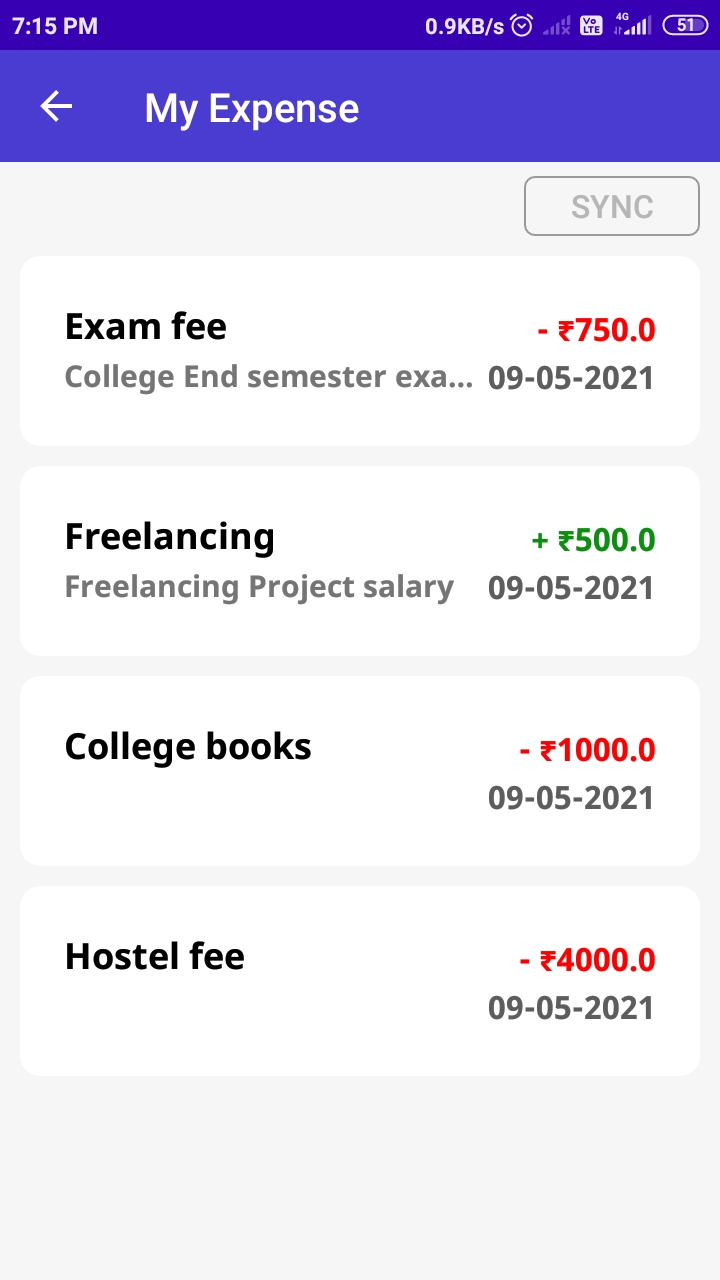 7:15 PM 0.9KB/s Vo LTE 4G 51
My Expense
SYNC
Exam fee - ₹750.0
College End semester exa... 09-05-2021
Freelancing + ₹500.0
Freelancing Project salary 09-05-2021
College books - ₹1000.0
09-05-2021
Hostel fee - ₹4000.0
09-05-2021